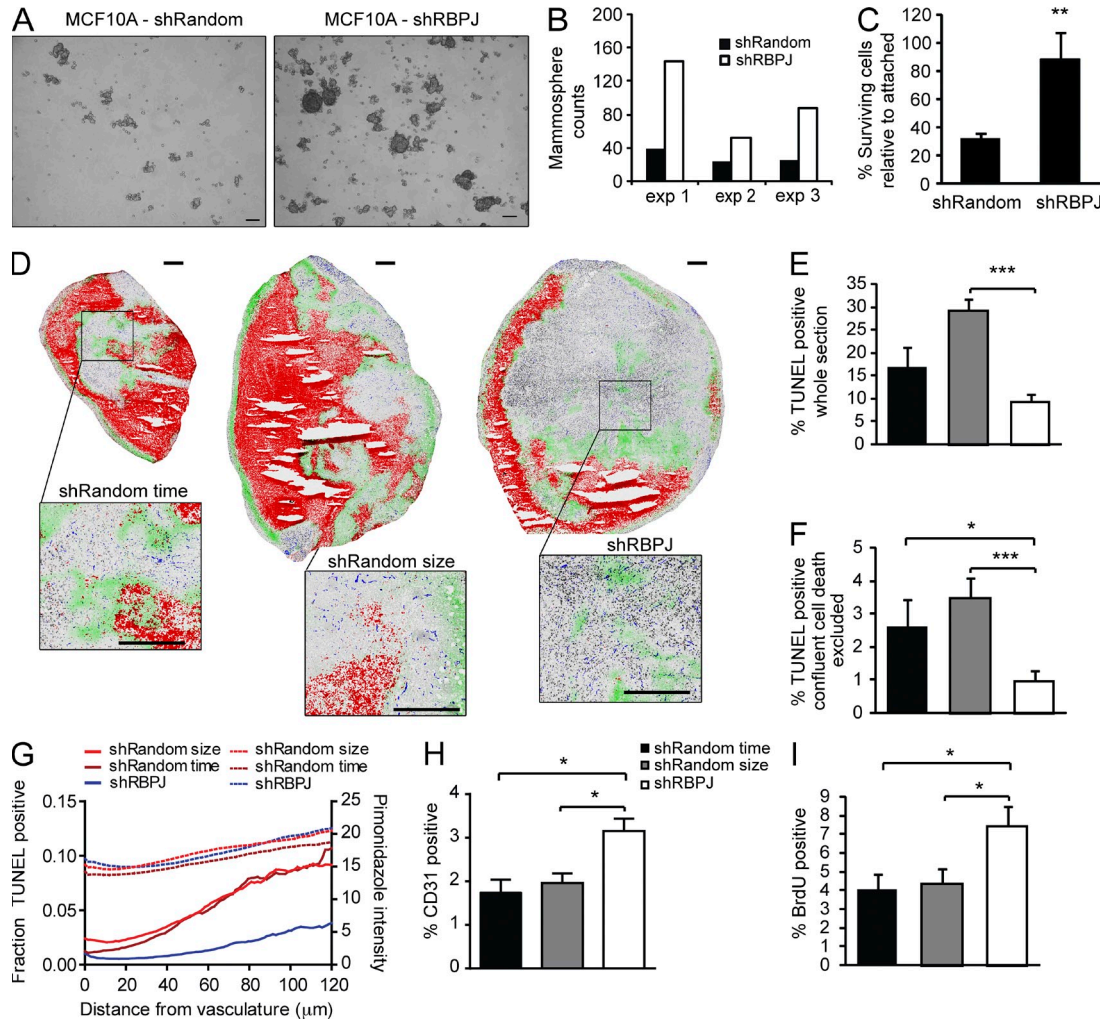 A
MCF10A - shRandom
MCF10A - shRBPJ
B
Mammosphere
counts
200
160
120
80
40
0
shRandom
shRBPJ
exp 1
exp 2
exp 3
C
% Surviving cells
relative to attached
120
100
80
60
40
20
0
**
shRandom
shRBPJ
D
shRandom time
shRandom size
shRBPJ
E
% TUNEL positive
whole section
35
30
25
20
15
10
5
0
***
F
% TUNEL positive
confluent cell death
excluded
6
5
4
3
2
1
0
*
***
G
shRandom size
shRandom time
shRBPJ
shRandom size
shRandom time
shRBPJ
Fraction TUNEL positive
0.15
0.10
0.05
0.00
25
20
15
10
5
0
Pimonidazole intensity
0
20
40
60
80
100
120
Distance from vasculature (µm)
H
shRandom time
shRandom size
shRBPJ
% CD31 positive
4
3
2
1
0
*
*
I
% BrdU positive
9
8
7
6
5
4
3
2
1
0
*
*